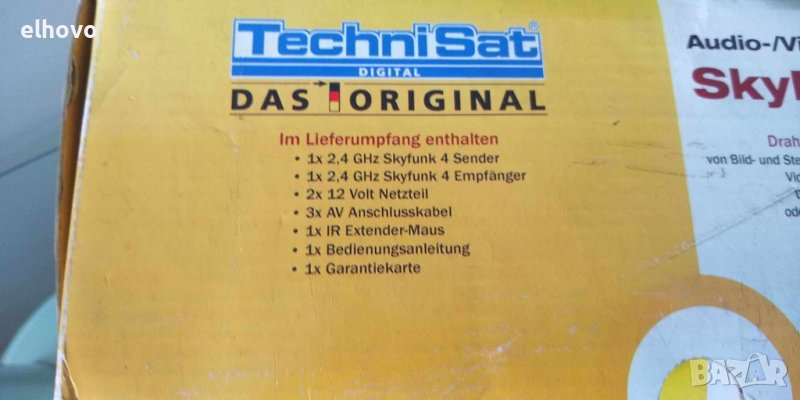 elhovo
TechniSat®
DIGITAL
DAS ORIGINAL
Im Lieferumpfang enthalten
• 1x 2,4 GHz Skyfunk 4 Sender
• 1x 2,4 GHz Skyfunk 4 Empfänger
• 2x 12 Volt Netzteil
• 3x AV Anschlusskabel
• 1x IR Extender-Maus
• 1x Bedienungsanleitung
• 1x Garantiekarte
Audio-/Vi
Sky
Drah
von Bild- und Ste
Vi
D
ode
BAZAR